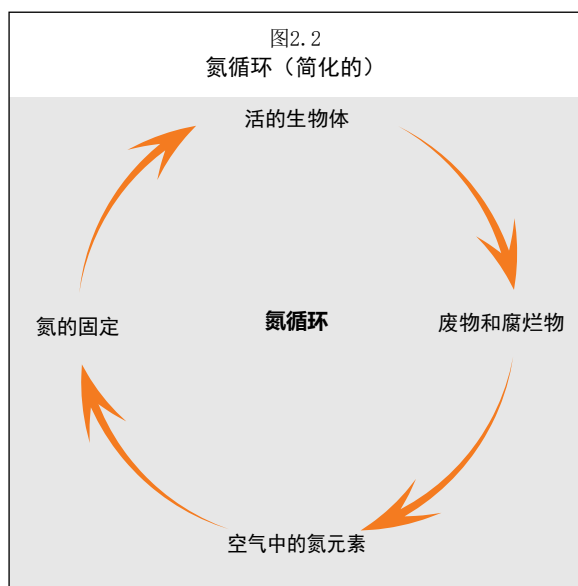 图2.2
氮循环（简化的）
活的生物体
氮的固定
氮循环
废物和腐烂物
空气中的氮元素